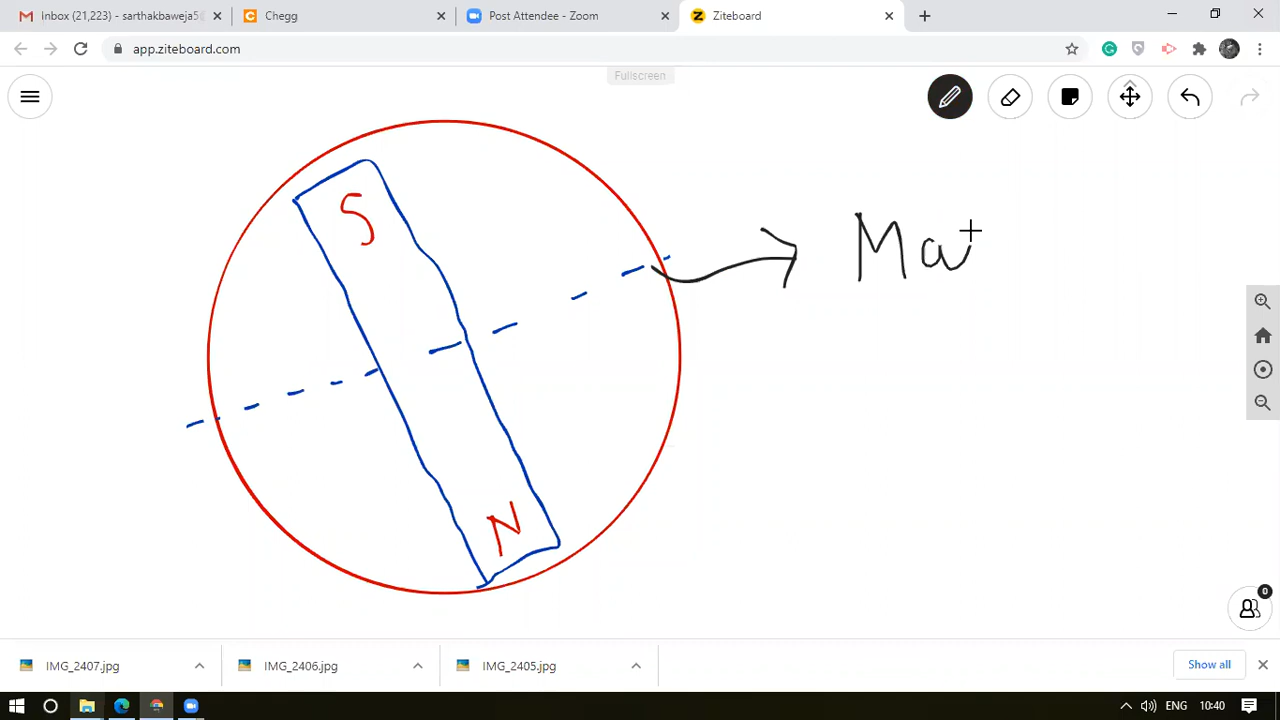 Inbox (21,223) - sarthakbaweja5@
Chegg
Post Attendee - Zoom
Ziteboard
app.ziteboard.com
Fullscreen
S
Ma
N
0
IMG_2407.jpg
IMG_2406.jpg
IMG_2405.jpg
Show all
ENG
10:40